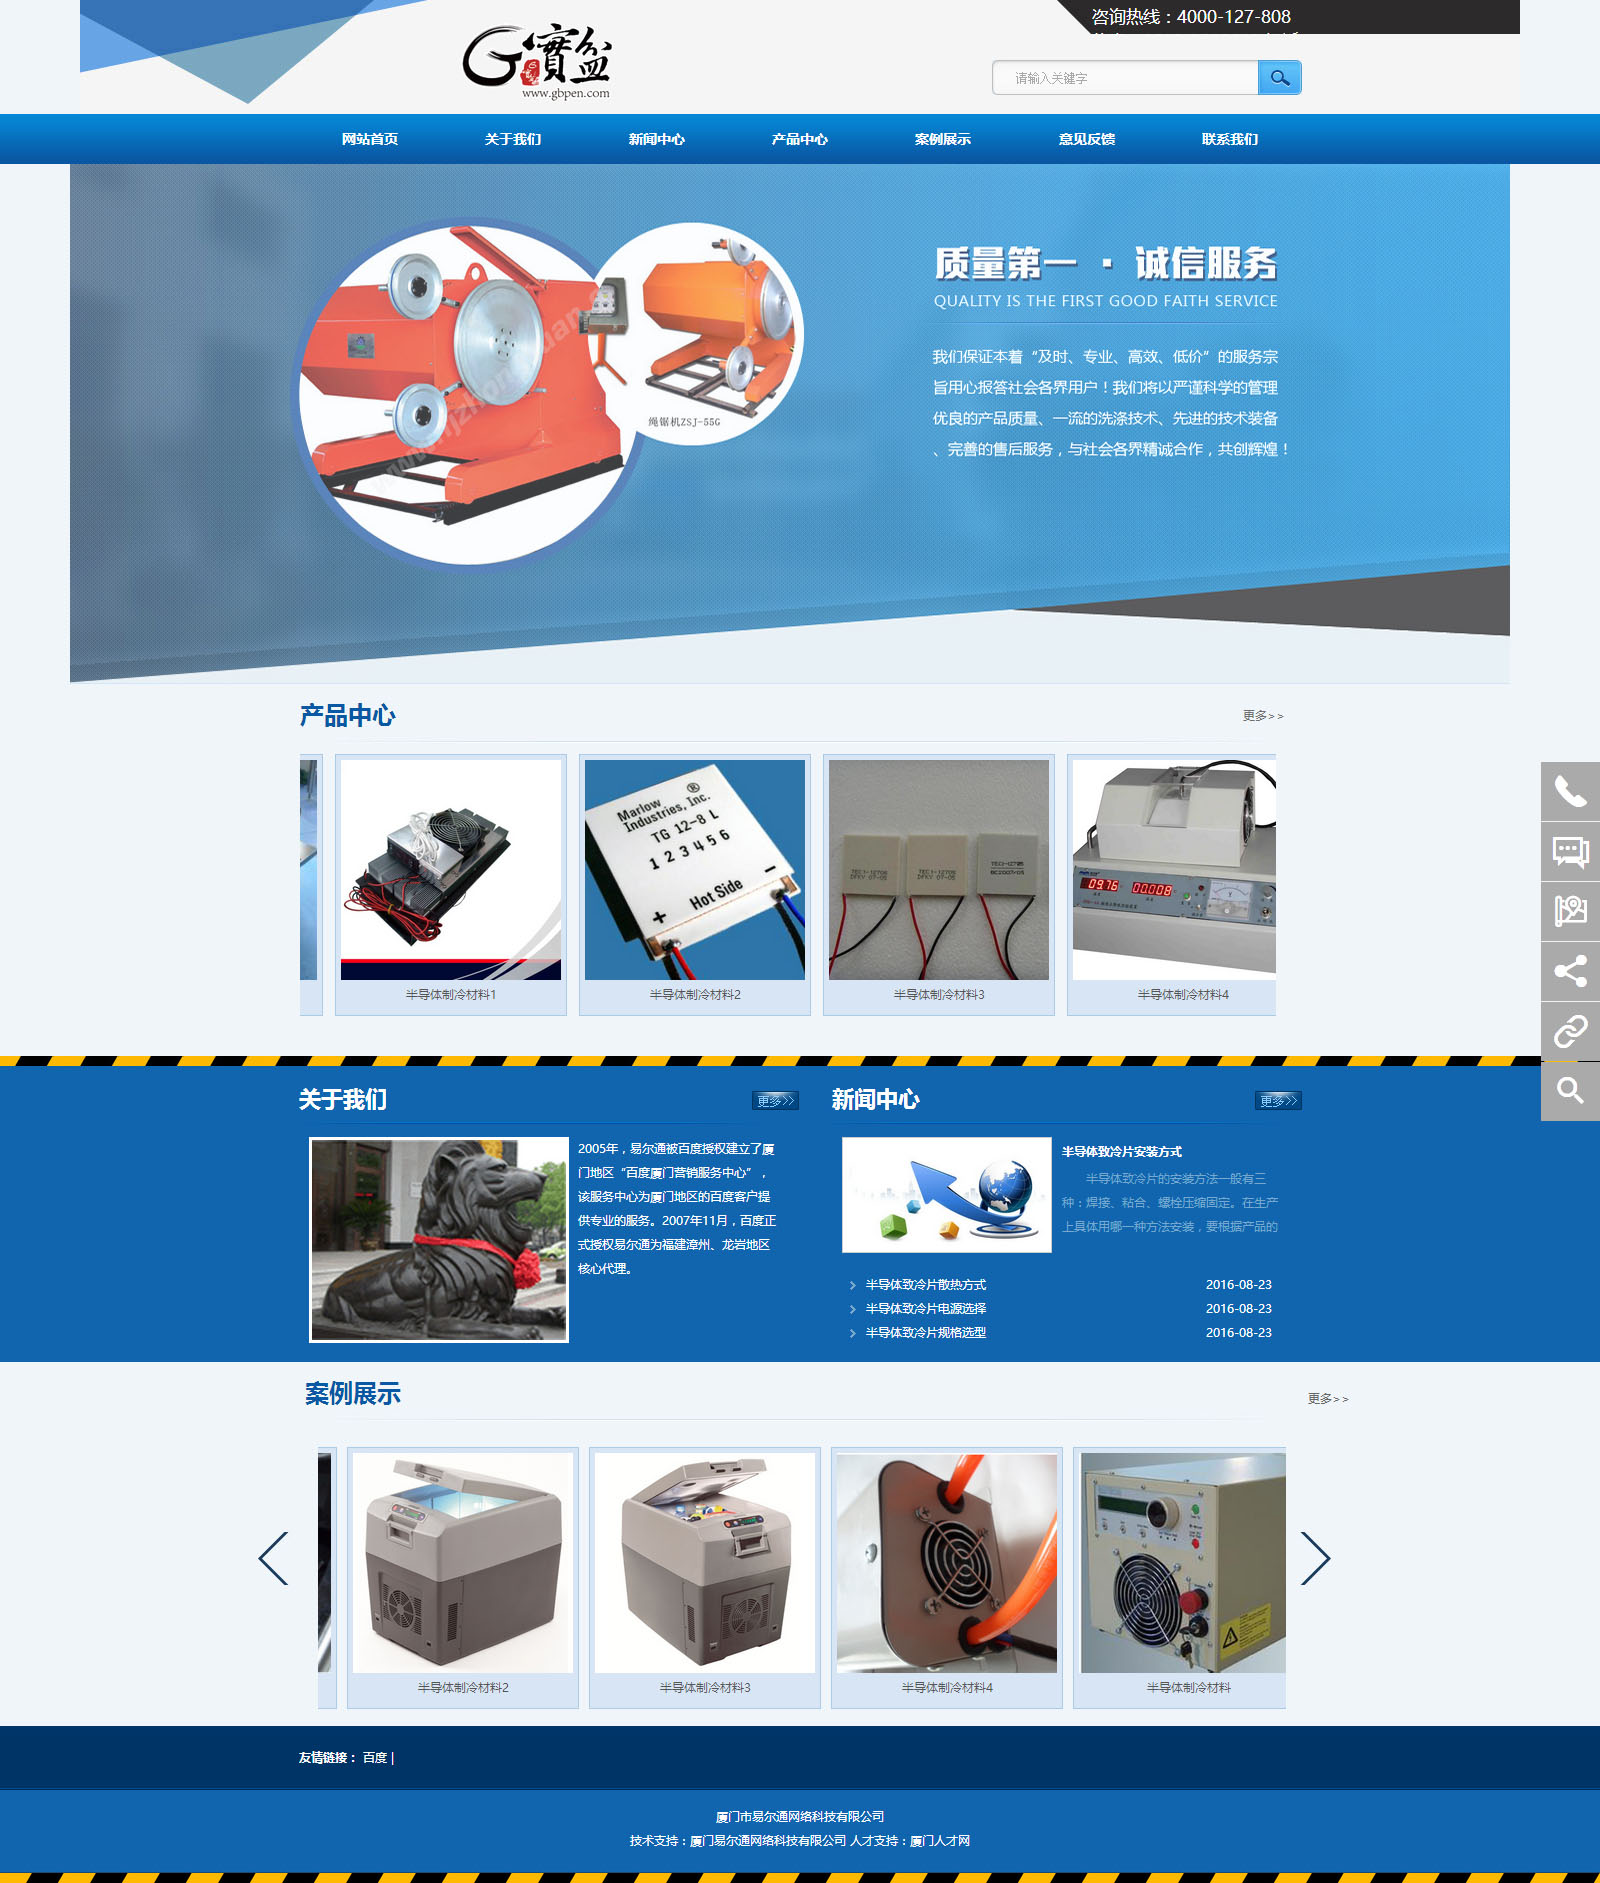 咨询热线：4000-127-808
G實盆
www.gbpen.com
请输入关键字
网站首页 关于我们 新闻中心 产品中心 案例展示 意见反馈 联系我们
质量第一 · 诚信服务
QUALITY IS THE FIRST GOOD FAITH SERVICE
我们保证本着“及时、专业、高效、低价”的服务宗
旨用心报答社会各界用户！我们将以严谨科学的管理
优良的产品质量、一流的洗涤技术、先进的技术装备
、完善的售后服务，与社会各界精诚合作，共创辉煌！
绳锯机ZSJ-55G
产品中心
更多>>
Marlow
Industries, Inc.
TG 12-8 L
1 2 3 4 5 6
Hot Side
+ −
TEC1-12706
DFKV 07-05
TEC1-12706
DFKV 07-05
TEC1-12705
BC2007/05
0976 00.008
半导体制冷材料1
半导体制冷材料2
半导体制冷材料3
半导体制冷材料4
关于我们
更多>>
2005年，易尔通被百度授权建立了厦
门地区“百度厦门营销服务中心”，
该服务中心为厦门地区的百度客户提
供专业的服务。2007年11月，百度正
式授权易尔通为福建漳州、龙岩地区
核心代理。
新闻中心
更多>>
半导体致冷片安装方式
半导体致冷片的安装方法一般有三
种：焊接、粘合、螺栓压缩固定。在生产
上具体用哪一种方法安装，要根据产品的
半导体致冷片散热方式 2016-08-23
半导体致冷片电源选择 2016-08-23
半导体致冷片规格选型 2016-08-23
案例展示
更多>>
半导体制冷材料2
半导体制冷材料3
半导体制冷材料4
半导体制冷材料
友情链接： 百度 |
厦门市易尔通网络科技有限公司
技术支持：厦门易尔通网络科技有限公司 人才支持：厦门人才网